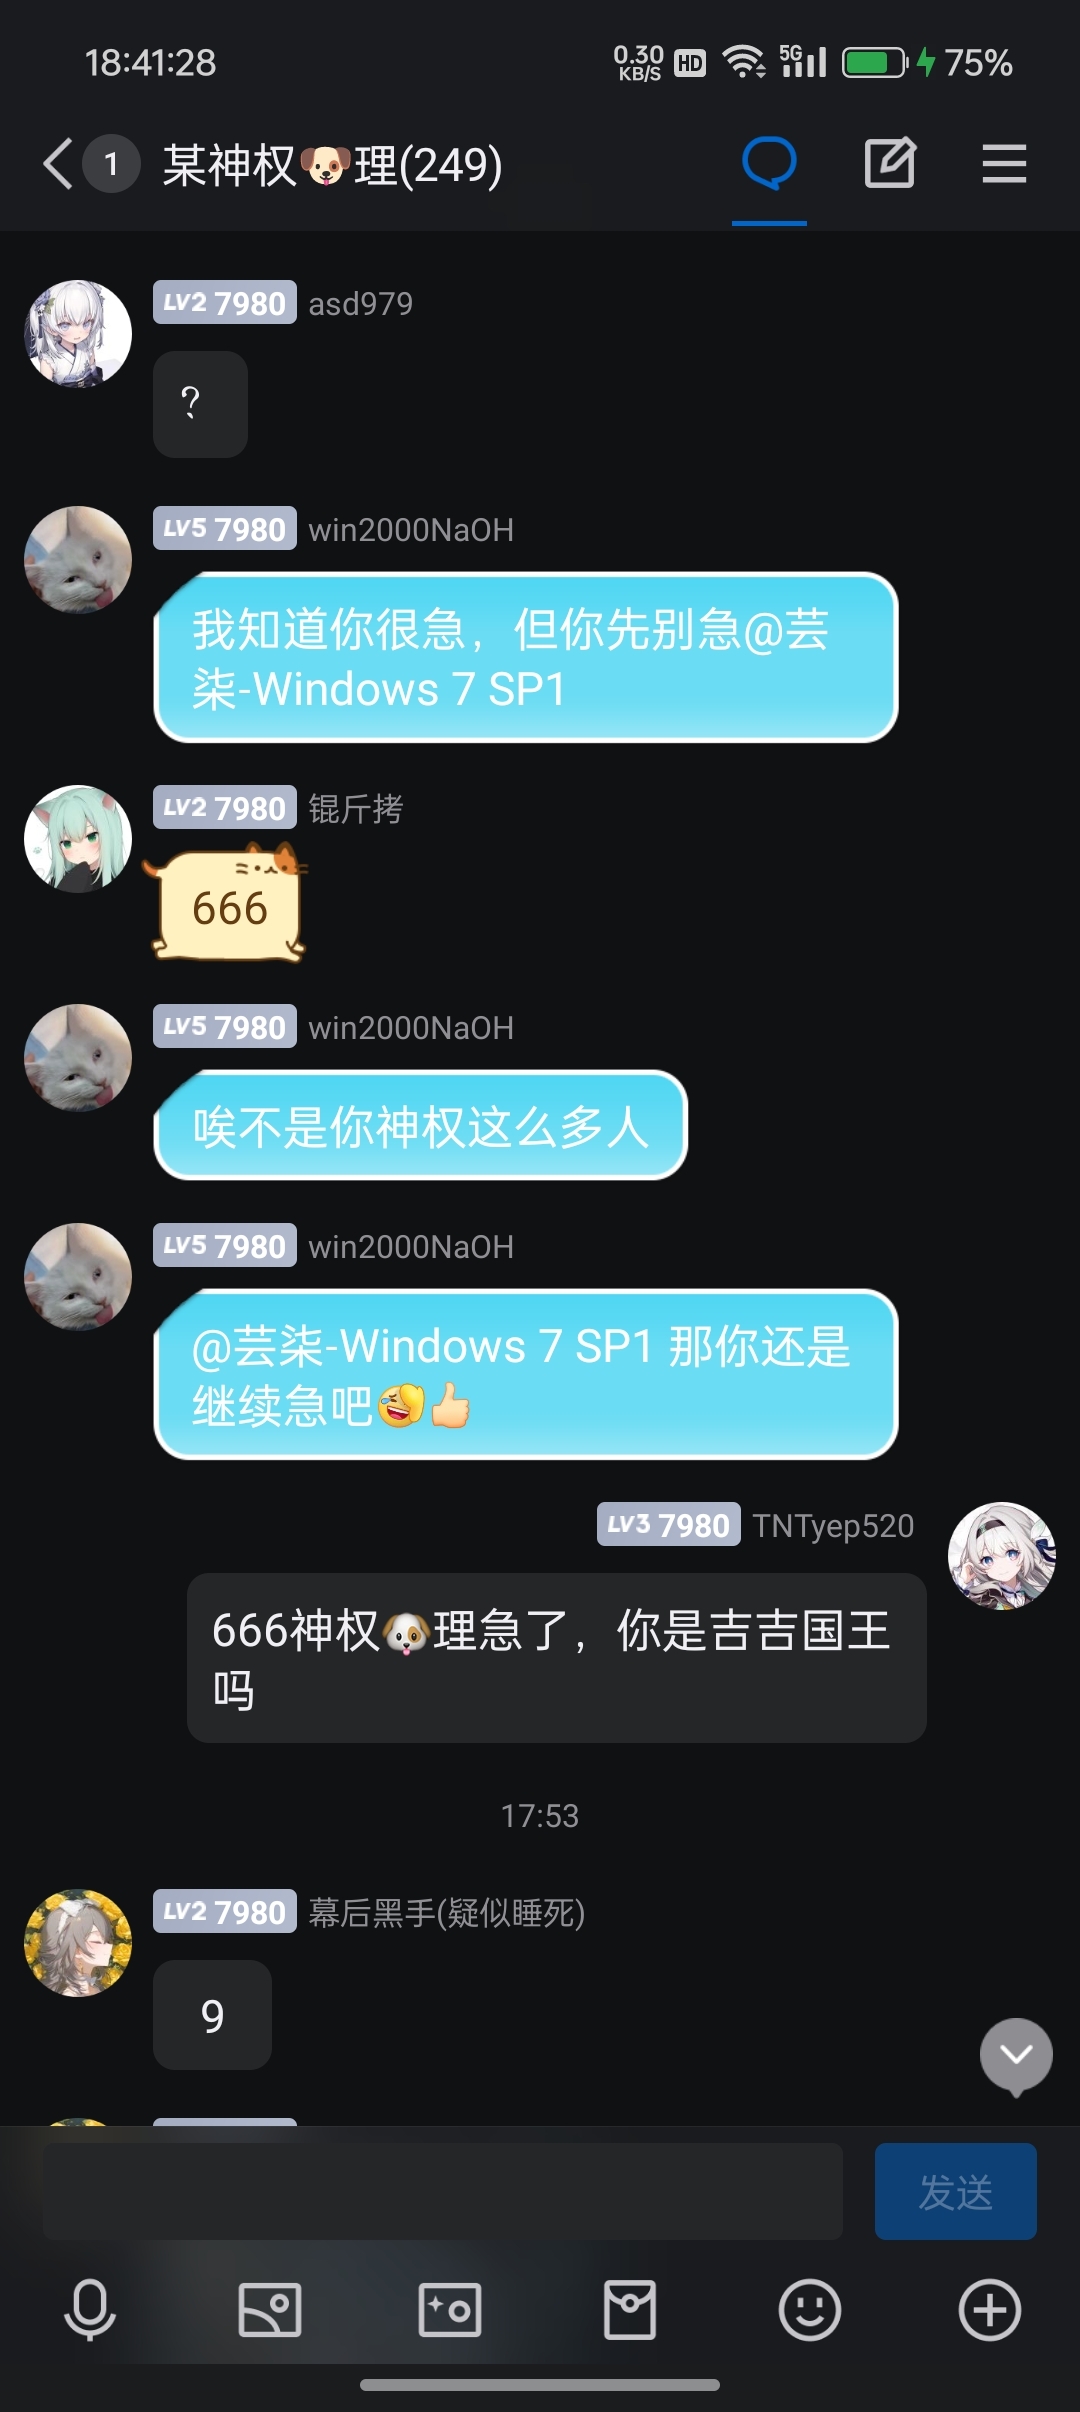 18:41:28 0.30 KB/S HD 5G 75%
1 某神权🐶理(249)
LV2 7980 asd979
?
LV5 7980 win2000NaOH
我知道你很急，但你先别急@芸
柒-Windows 7 SP1
LV2 7980 锟斤拷
666
LV5 7980 win2000NaOH
唉不是你神权这么多人
LV5 7980 win2000NaOH
@芸柒-Windows 7 SP1 那你还是
继续急吧🤣👍
LV3 7980 TNTyep520
666神权🐶理急了，你是吉吉国王
吗
17:53
LV2 7980 幕后黑手(疑似睡死)
9
发送